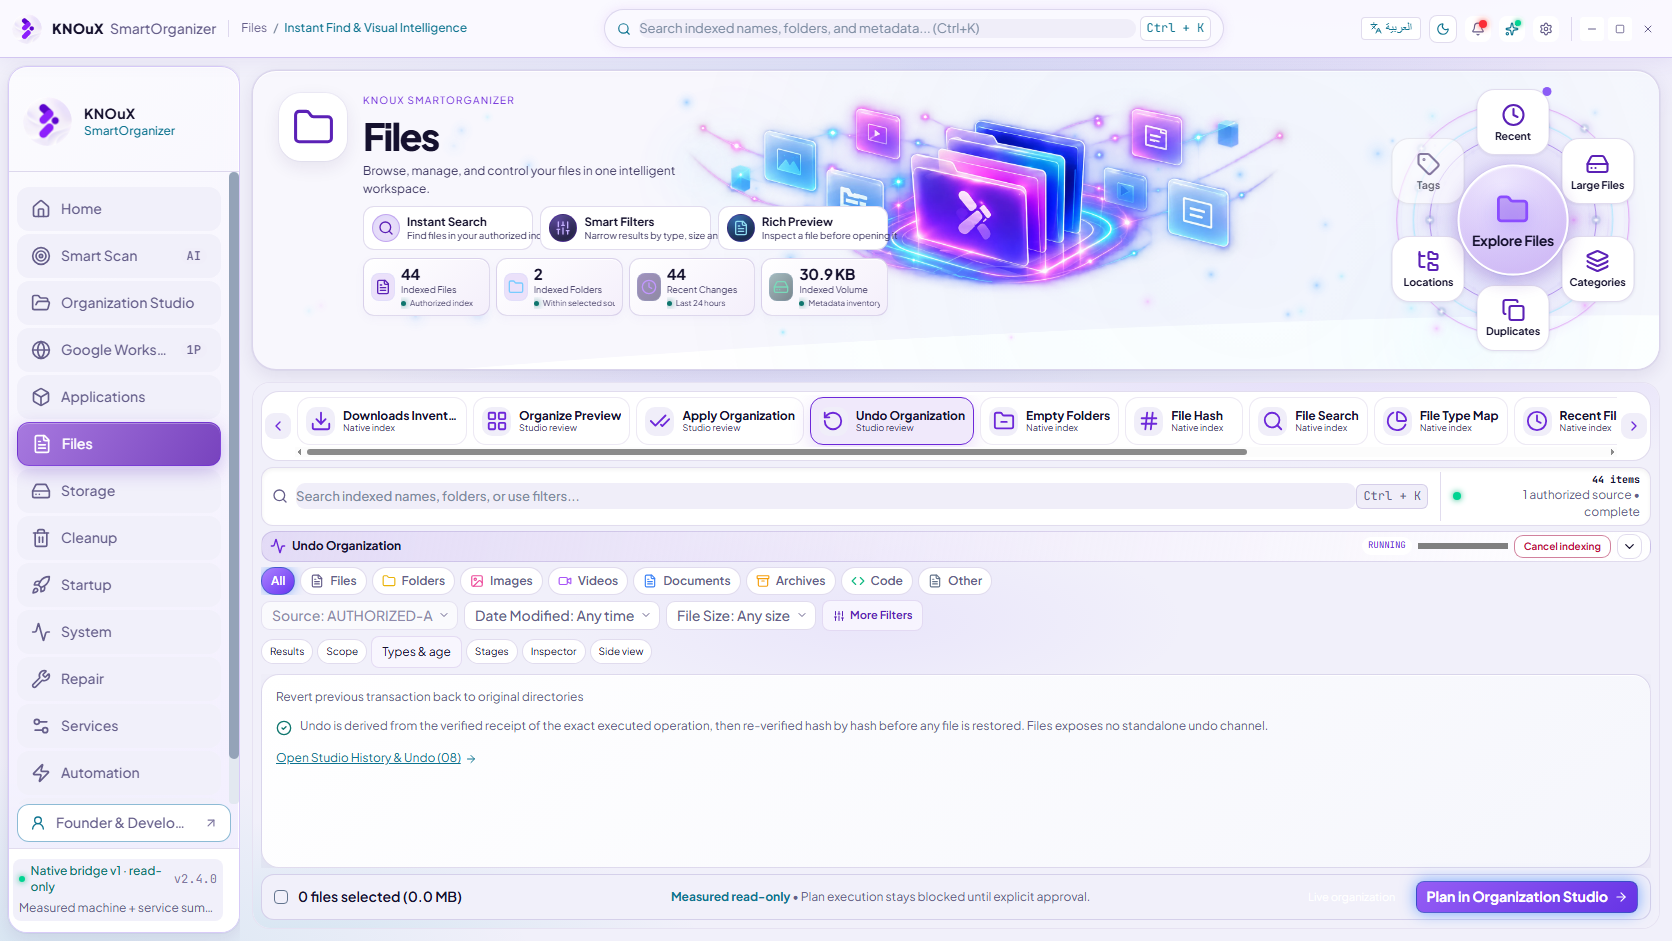 KNOuX SmartOrganizer
Files / Instant Find & Visual Intelligence
Search indexed names, folders, and metadata... (Ctrl+K)
Ctrl + K
العربية
KNOuX
SmartOrganizer
Home
Smart Scan AI
Organization Studio
Google Works... 1P
Applications
Files
Storage
Cleanup
Startup
System
Repair
Services
Automation
Founder & Develo...
Native bridge v1 · read-only
v2.4.0
Measured machine + service sum...
KNOUX SMARTORGANIZER
Files
Browse, manage, and control your files in one intelligent
workspace.
Instant Search
Find files in your authorized ind
Smart Filters
Narrow results by type, size an
Rich Preview
Inspect a file before opening it
44
Indexed Files
Authorized index
2
Indexed Folders
Within selected sou
44
Recent Changes
Last 24 hours
30.9 KB
Indexed Volume
Metadata inventory
Recent
Tags
Large Files
Explore Files
Locations
Categories
Duplicates
Downloads Invent...
Native index
Organize Preview
Studio review
Apply Organization
Studio review
Undo Organization
Studio review
Empty Folders
Native index
File Hash
Native index
File Search
Native index
File Type Map
Native index
Recent Fil
Native index
Search indexed names, folders, or use filters...
Ctrl + K
44 items
1 authorized source •
complete
Undo Organization
RUNNING
Cancel indexing
All
Files
Folders
Images
Videos
Documents
Archives
Code
Other
Source: AUTHORIZED-A
Date Modified: Any time
File Size: Any size
More Filters
Results
Scope
Types & age
Stages
Inspector
Side view
Revert previous transaction back to original directories
Undo is derived from the verified receipt of the exact executed operation, then re-verified hash by hash before any file is restored. Files exposes no standalone undo channel.
Open Studio History & Undo (08) →
0 files selected (0.0 MB)
Measured read-only • Plan execution stays blocked until explicit approval.
Live organization
Plan in Organization Studio →